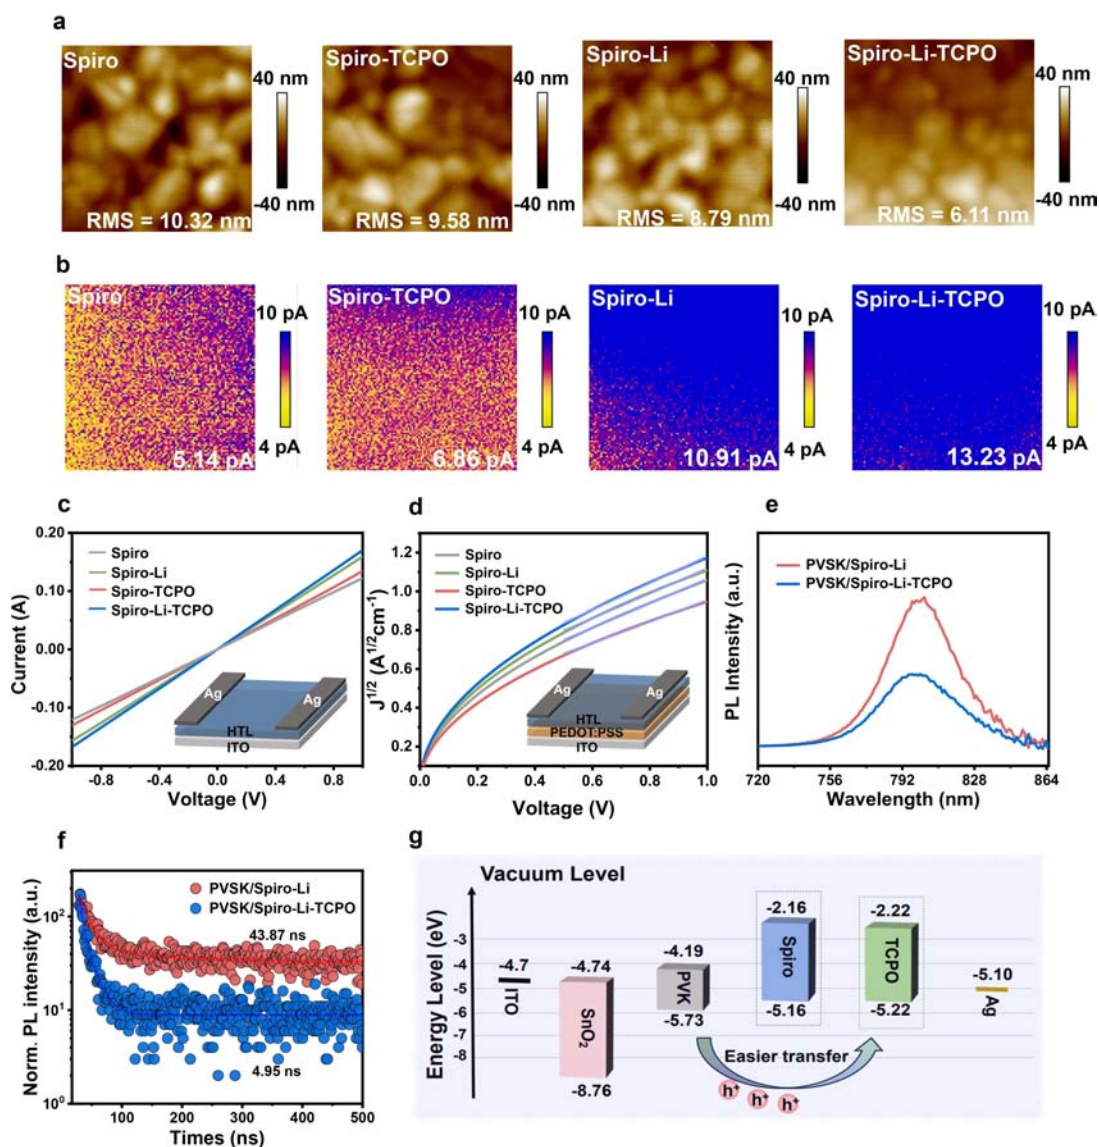 a
Spiro
40 nm
-40 nm
RMS = 10.32 nm
Spiro-TCPO
40 nm
-40 nm
RMS = 9.58 nm
Spiro-Li
40 nm
-40 nm
RMS = 8.79 nm
Spiro-Li-TCPO
40 nm
-40 nm
RMS = 6.11 nm
b
Spiro
10 pA
4 pA
5.14 pA
Spiro-TCPO
10 pA
4 pA
6.86 pA
Spiro-Li
10 pA
4 pA
10.91 pA
Spiro-Li-TCPO
10 pA
4 pA
13.23 pA
c
Current (A)
0.20
0.10
0.00
-0.10
-0.20
Spiro
Spiro-Li
Spiro-TCPO
Spiro-Li-TCPO
Ag
Ag
HTL
ITO
-0.8
-0.4
0.0
0.4
0.8
Voltage (V)
d
J^1/2 (A^1/2cm^-1)
1.2
1.0
0.8
0.6
0.4
0.2
Spiro
Spiro-Li
Spiro-TCPO
Spiro-Li-TCPO
Ag
Ag
HTL
PEDOT:PSS
ITO
0.0
0.2
0.4
0.6
0.8
1.0
Voltage (V)
e
PL Intensity (a.u.)
PVSK/Spiro-Li
PVSK/Spiro-Li-TCPO
720
756
792
828
864
Wavelength (nm)
f
Norm. PL intensity (a.u.)
10^2
10^1
10^0
PVSK/Spiro-Li
PVSK/Spiro-Li-TCPO
43.87 ns
4.95 ns
100
200
300
400
500
Times (ns)
g
Vacuum Level
Energy Level (eV)
-3
-4
-5
-6
-7
-8
-4.7
ITO
-4.74
SnO₂
-8.76
-4.19
PVK
-5.73
-2.16
Spiro
-5.16
-2.22
TCPO
-5.22
-5.10
Ag
Easier transfer
h⁺
h⁺
h⁺